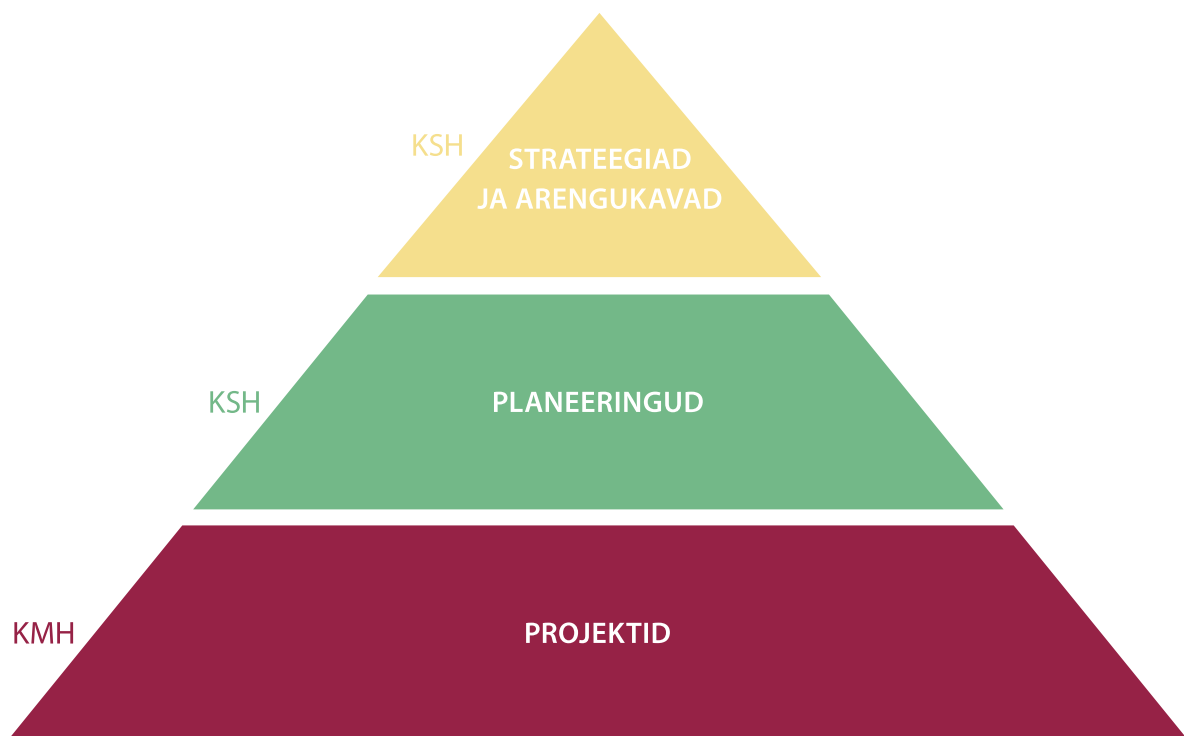 KSH
STRATEEGIAD
JA ARENGUKAVAD
KSH
PLANEERINGUD
KMH
PROJEKTID